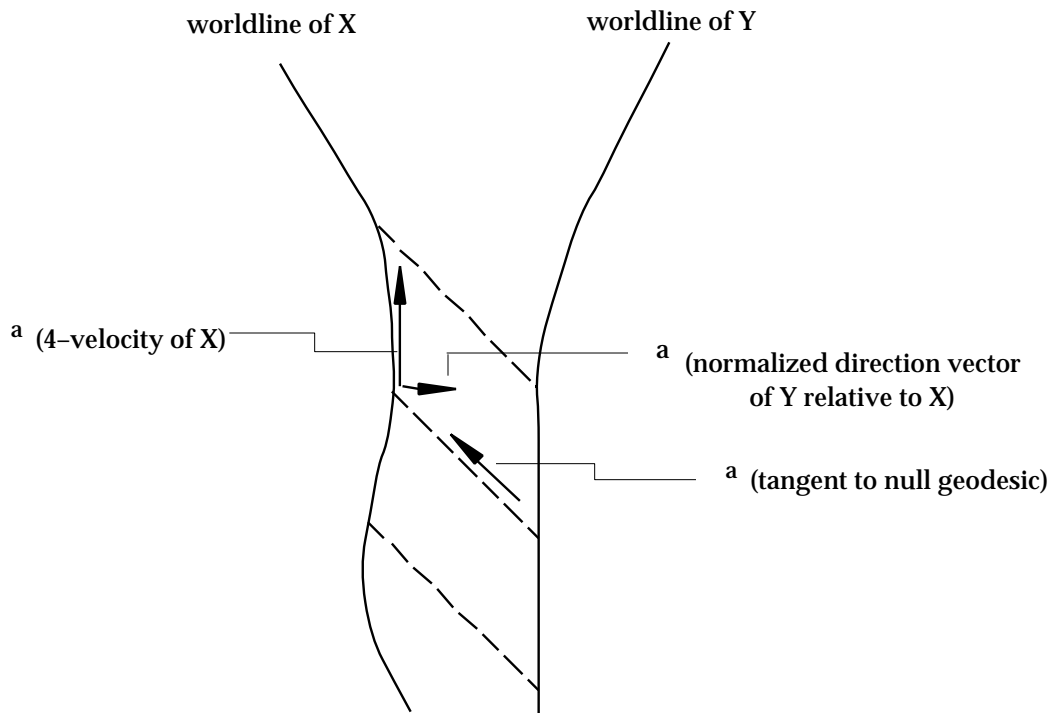 worldline of X
worldline of Y
a (4–velocity of X)
a (normalized direction vector
of Y relative to X)
a (tangent to null geodesic)